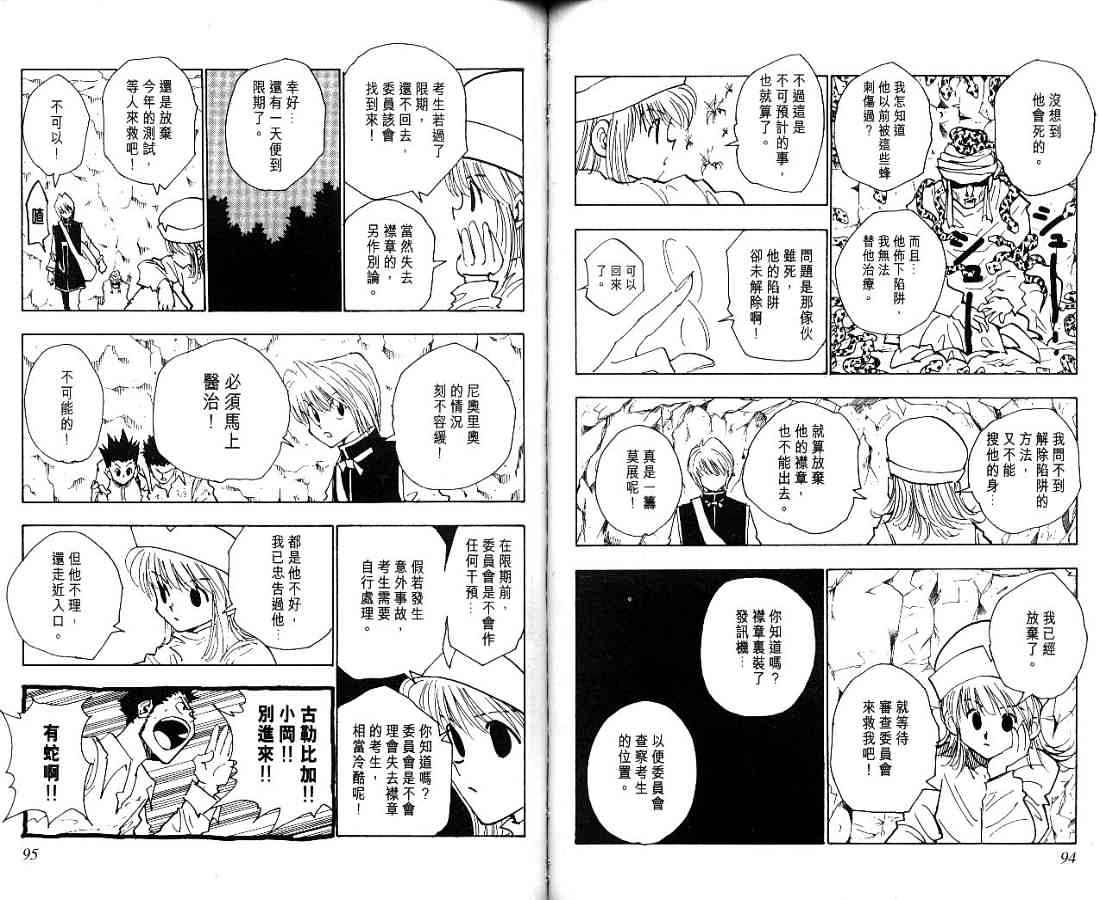 沒想到
他會死的。
我怎知道
他以前被這些蜂
刺傷過？
而且…
他佈下陷阱
我無法
替他治療。
不過這是
不可預計的事，
也就算了。
問題是那傢伙
雖死，
他的陷阱
卻未解除啊！
可以
回來
了。
我問不到
解除陷阱的
方法，
又不能
搜他的身…
就算放棄
他的襟章，
也不能出去。
真是一籌
莫展呢！
我已經
放棄了。
就等待
審查委員會
來救我吧！
你知道嗎？
襟章裏裝了
發訊機…
以便委員會
查察考生
的位置。
94
考生若過了
限期，
還不回去，
委員該會
找到來！
當然失去
襟章的，
另作別論。
幸好…
還有一天便到
限期了。
還是放棄
今年的測試，
等人來救吧！
不可以！
尼奧里奧
的情況
刻不容緩！
必須馬上
醫治！
不可能的！
在限期前，
委員會是不會作
任何干預…
假若發生
意外事故，
考生需要
自行處理。
你知道嗎？
委員會是不會
理會失去襟章
的考生，
相當冷酷呢！
都是他不好，
我已忠告過他…
但他不理，
還走近入口。
古勒比加!!
小岡!!
別進來!!
有蛇啊!!
95